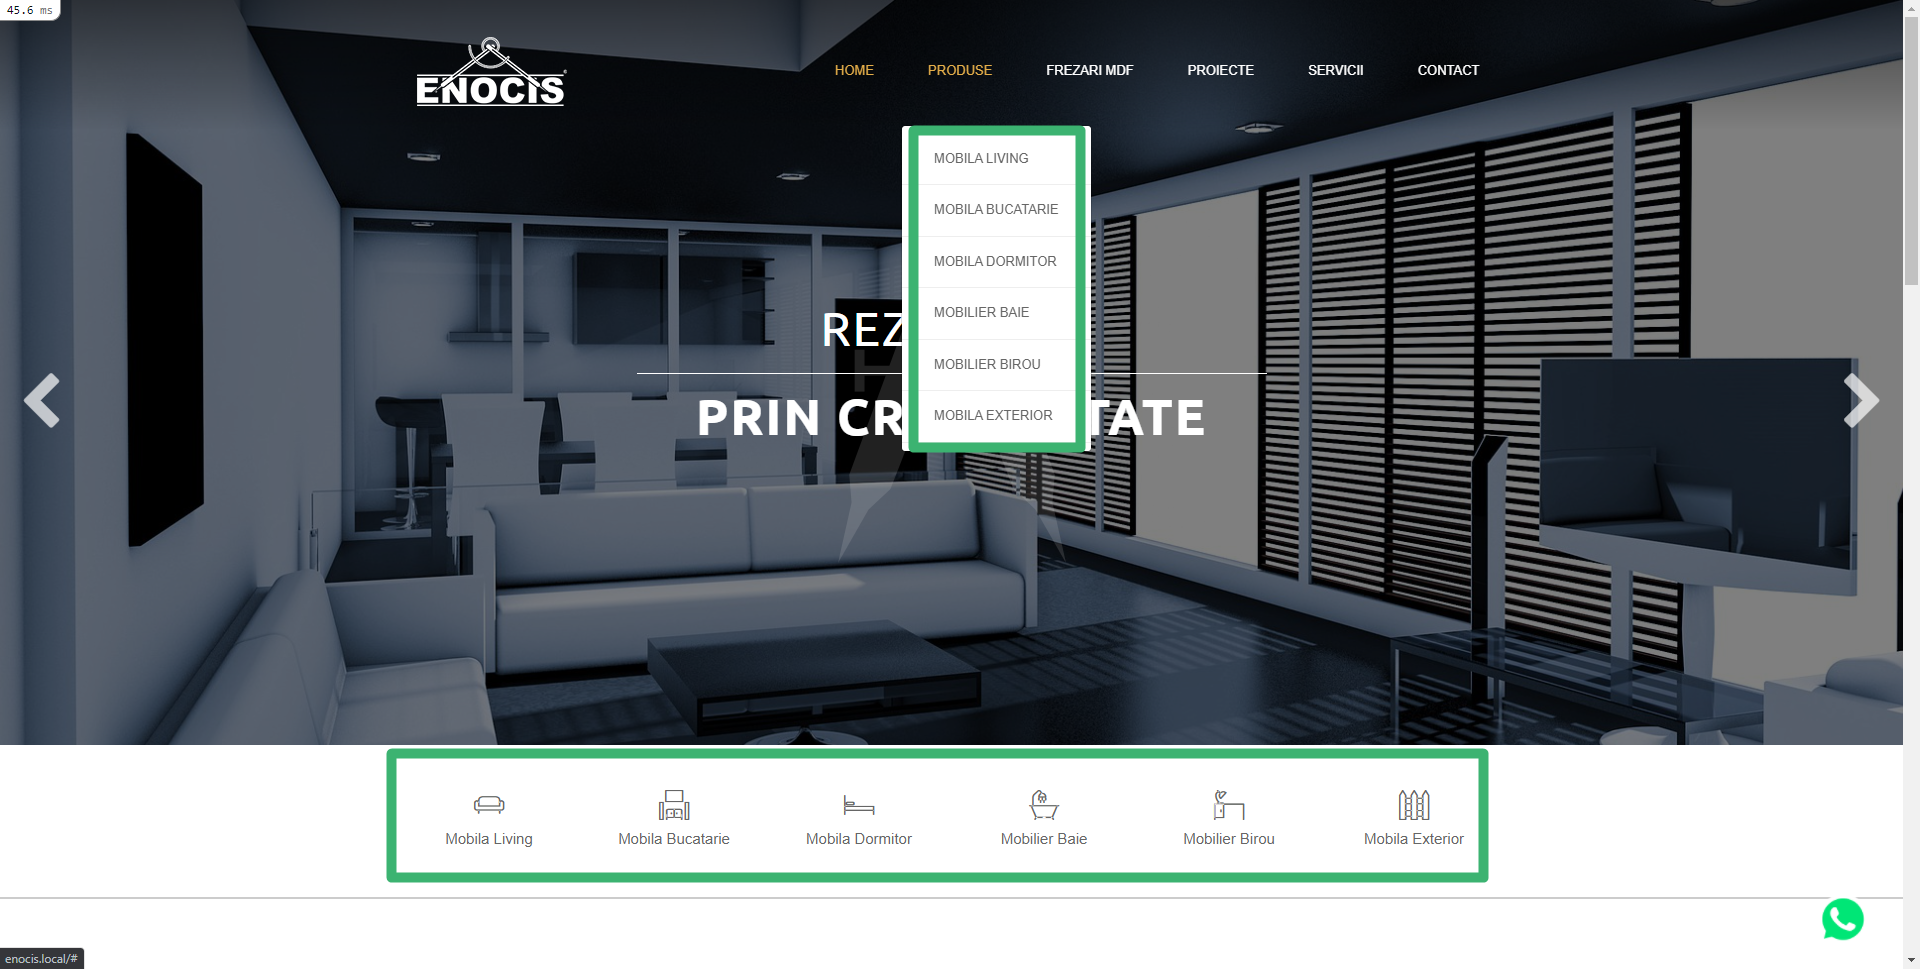 45.6 ms
ENOCIS
HOME
PRODUSE
FREZARI MDF
PROIECTE
SERVICII
CONTACT
MOBILA LIVING
MOBILA BUCATARIE
MOBILA DORMITOR
MOBILIER BAIE
MOBILIER BIROU
MOBILA EXTERIOR
REZ
PRIN CR TATE
Mobila Living
Mobila Bucatarie
Mobila Dormitor
Mobilier Baie
Mobilier Birou
Mobila Exterior
enocis.local/#